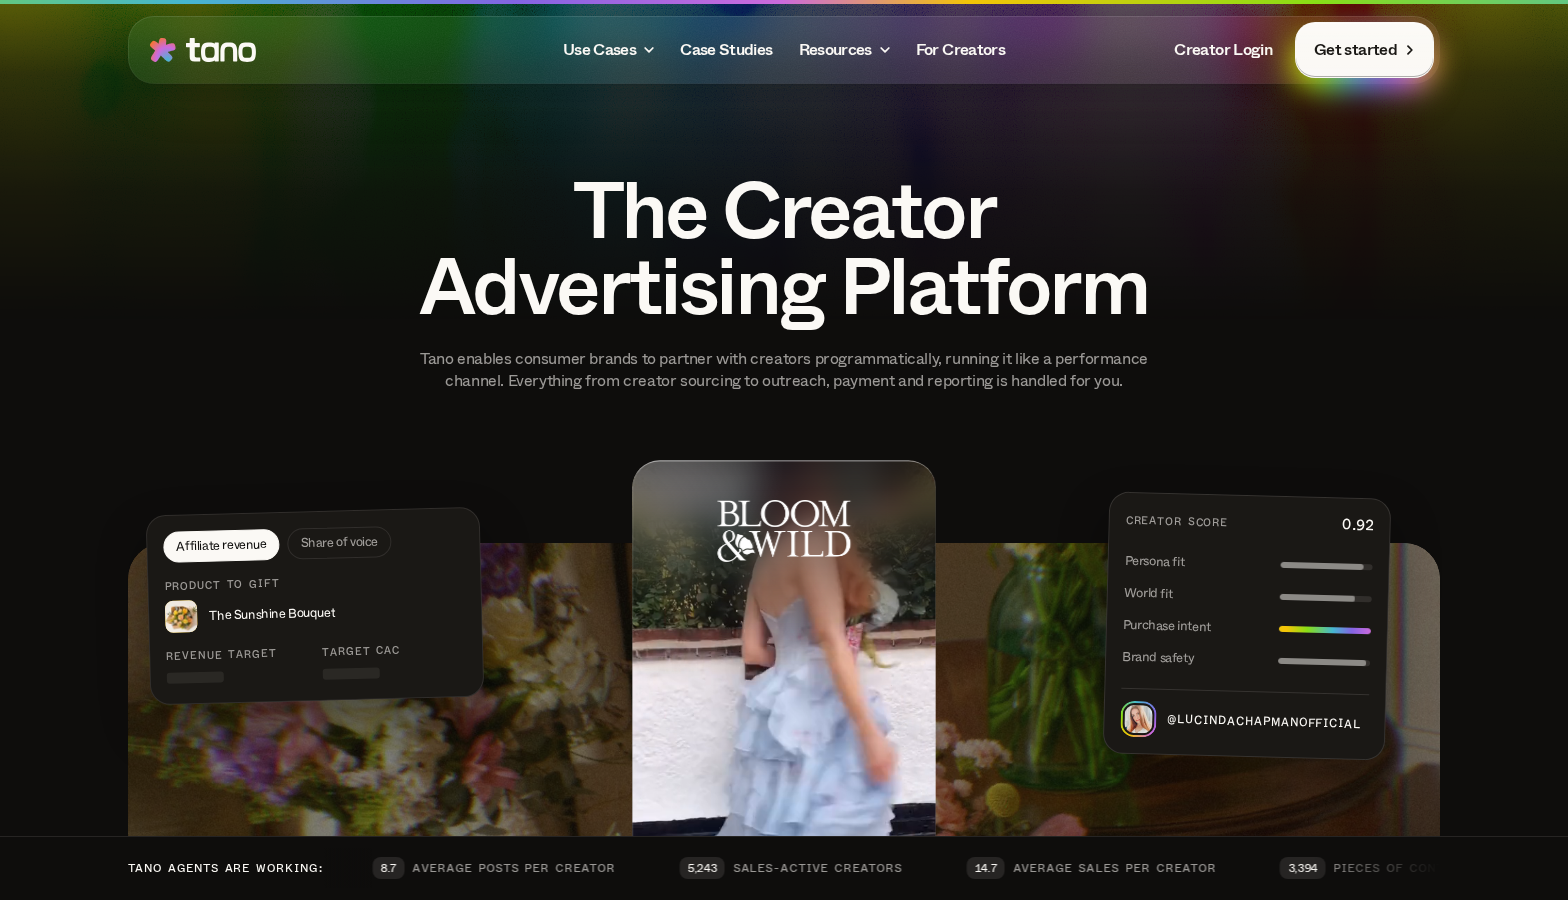 tano
Use Cases
Case Studies
Resources
For Creators
Creator Login
Get started
The Creator
Advertising Platform
Tano enables consumer brands to partner with creators programmatically, running it like a performance
channel. Everything from creator sourcing to outreach, payment and reporting is handled for you.
Affiliate revenue
Share of voice
PRODUCT TO GIFT
The Sunshine Bouquet
REVENUE TARGET
TARGET CAC
BLOOM
&WILD
CREATOR SCORE
0.92
Persona fit
World fit
Purchase intent
Brand safety
@LUCINDACHAPMANOFFICIAL
TANO AGENTS ARE WORKING:
8.7 AVERAGE POSTS PER CREATOR
5,243 SALES-ACTIVE CREATORS
14.7 AVERAGE SALES PER CREATOR
3,394 PIECES OF